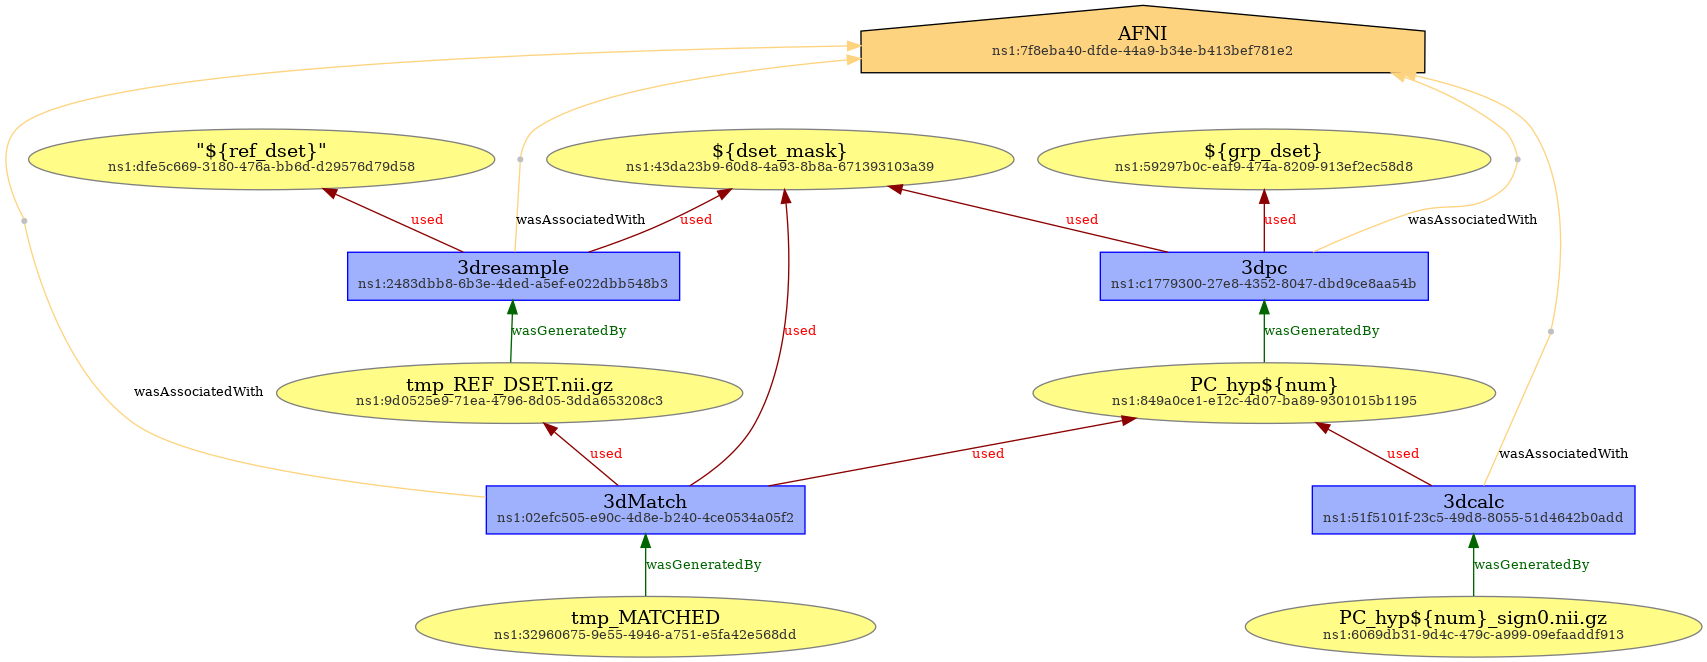 AFNI
ns1:7f8eba40-dfde-44a9-b34e-b413bef781e2
"${ref_dset}"
ns1:dfe5c669-3180-476a-bb6d-d29576d79d58
${dset_mask}
ns1:43da23b9-60d8-4a93-8b8a-671393103a39
${grp_dset}
ns1:59297b0c-eaf9-474a-8209-913ef2ec58d8
used
wasAssociatedWith
used
used
used
wasAssociatedWith
3dresample
ns1:2483dbb8-6b3e-4ded-a5ef-e022dbb548b3
3dpc
ns1:c1779300-27e8-4352-8047-dbd9ce8aa54b
wasGeneratedBy
used
wasGeneratedBy
tmp_REF_DSET.nii.gz
ns1:9d0525e9-71ea-4796-8d05-3dda653208c3
PC_hyp${num}
ns1:849a0ce1-e12c-4d07-ba89-9301015b1195
wasAssociatedWith
used
used
used
wasAssociatedWith
3dMatch
ns1:02efc505-e90c-4d8e-b240-4ce0534a05f2
3dcalc
ns1:51f5101f-23c5-49d8-8055-51d4642b0add
wasGeneratedBy
wasGeneratedBy
tmp_MATCHED
ns1:32960675-9e55-4946-a751-e5fa42e568dd
PC_hyp${num}_sign0.nii.gz
ns1:6069db31-9d4c-479c-a999-09efaaddf913